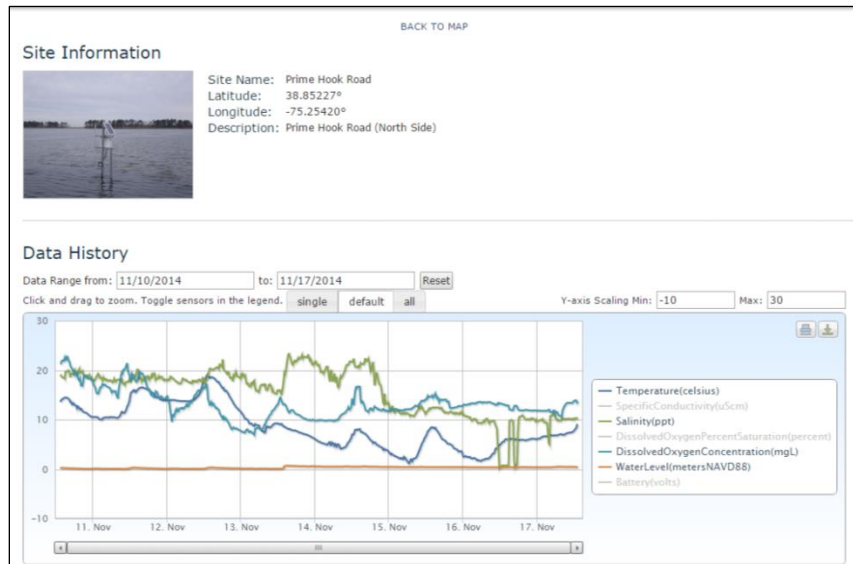 BACK TO MAP
Site Information
Site Name: Prime Hook Road
Latitude: 38.85227°
Longitude: -75.25420°
Description: Prime Hook Road (North Side)
Data History
Data Range from: 11/10/2014 to: 11/17/2014 Reset
Click and drag to zoom. Toggle sensors in the legend. single default all Y-axis Scaling Min: -10 Max: 30
30
20
10
0
-10
11. Nov 12. Nov 13. Nov 14. Nov 15. Nov 16. Nov 17. Nov
Temperature(celsius)
SpecificConductivity(uScm)
Salinity(ppt)
DissolvedOxygenPercentSaturation(percent)
DissolvedOxygenConcentration(mgL)
WaterLevel(metersNAVD88)
Battery(volts)